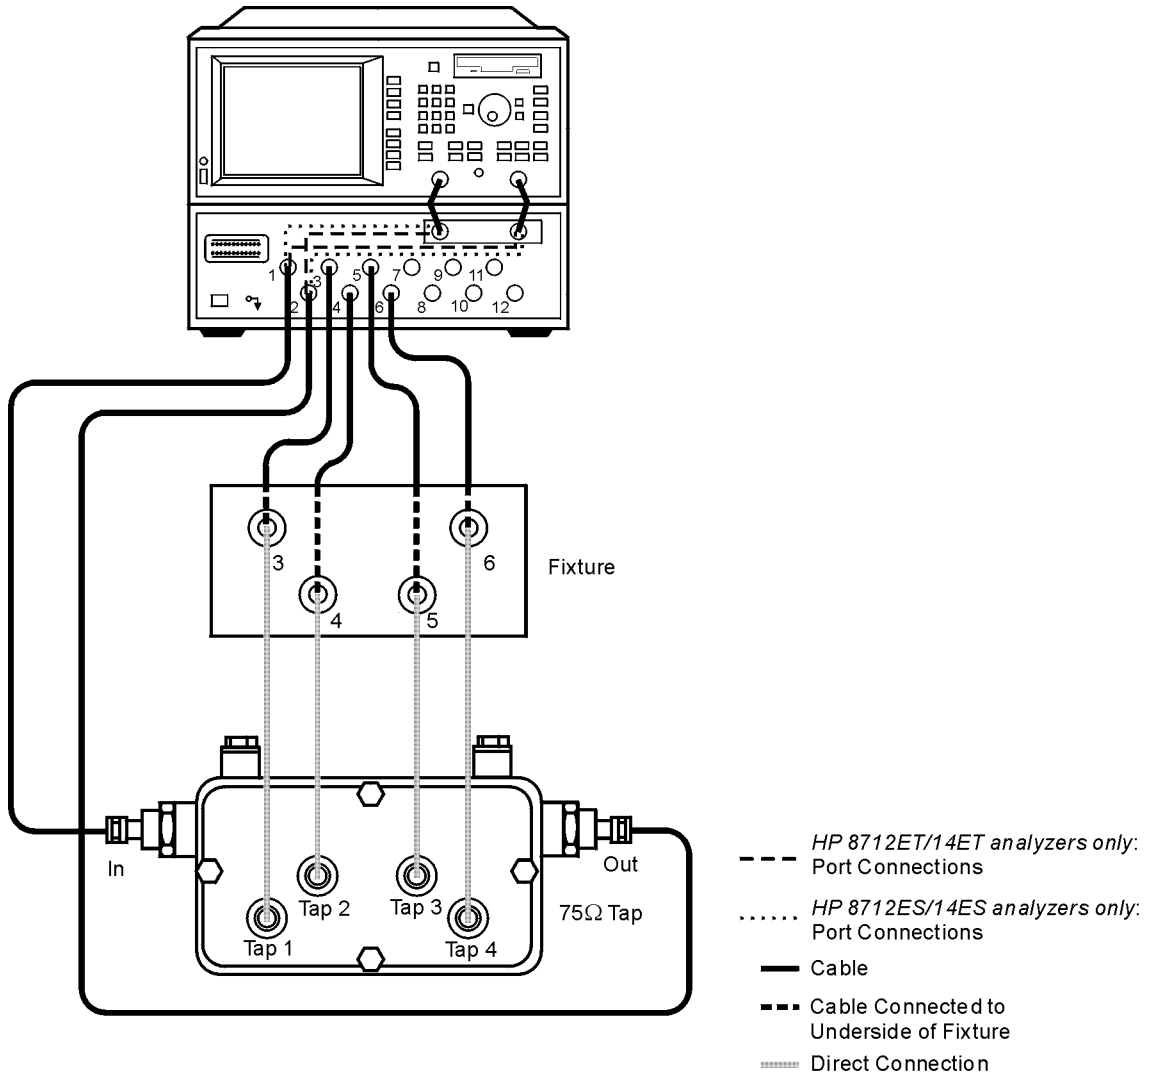 1
3
5
7
9
11
2
4
6
8
10
12
3
6
Fixture
4
5
In
Out
Tap 2
Tap 3
75Ω Tap
Tap 1
Tap 4
HP 8712ET/14ET analyzers only:
Port Connections
HP 8712ES/14ES analyzers only:
Port Connections
Cable
Cable Connected to
Underside of Fixture
Direct Connection